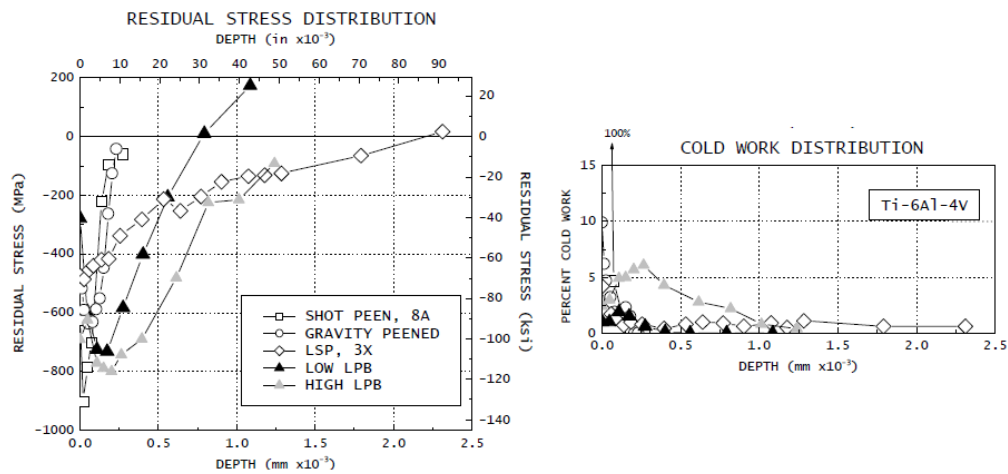 RESIDUAL STRESS DISTRIBUTION
DEPTH (in x10⁻³)
0 10 20 30 40 50 60 70 80 90
200
0
-200
-400
-600
-800
-1000
RESIDUAL STRESS (MPa)
20
0
-20
-40
-60
-80
-100
-120
-140
RESIDUAL STRESS (ksi)
SHOT PEEN, 8A
GRAVITY PEENED
LSP, 3X
LOW LPB
HIGH LPB
0.0 0.5 1.0 1.5 2.0 2.5
DEPTH (mm x10⁻³)
100%
COLD WORK DISTRIBUTION
15
10
5
0
PERCENT COLD WORK
Ti-6Al-4V
0.0 0.5 1.0 1.5 2.0 2.5
DEPTH (mm x10⁻³)